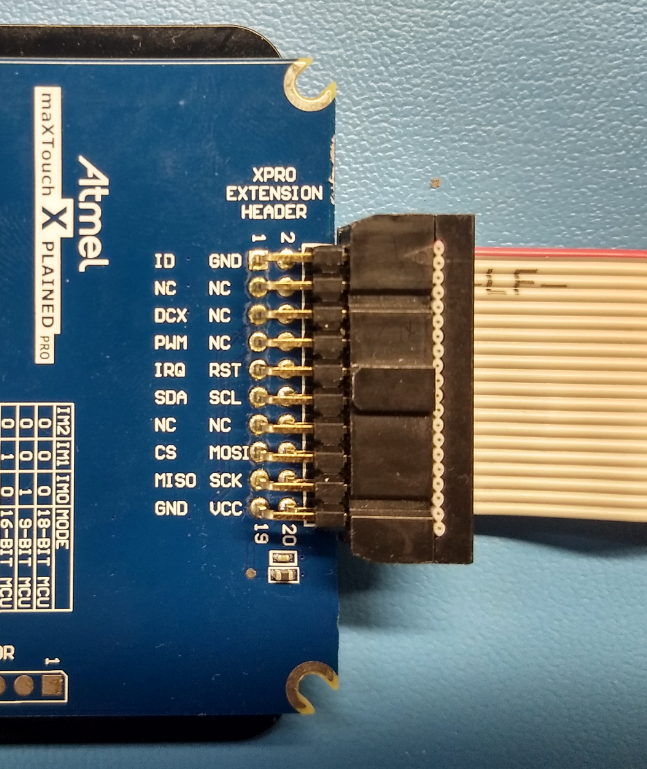 Atmel
maXTouch X PLAINED PRO
XPRO
EXTENSION
HEADER
1 2
ID GND
NC NC
DCX NC
PWM NC
IRQ RST
SDA SCL
NC NC
CS MOSI
MISO SCK
GND VCC
19 20
IM2 IM1 IM0 MODE
0 0 0 18-BIT MCU
0 0 1 9-BIT MCU
0 1 0 16-BIT MCU
OR
1
LF-